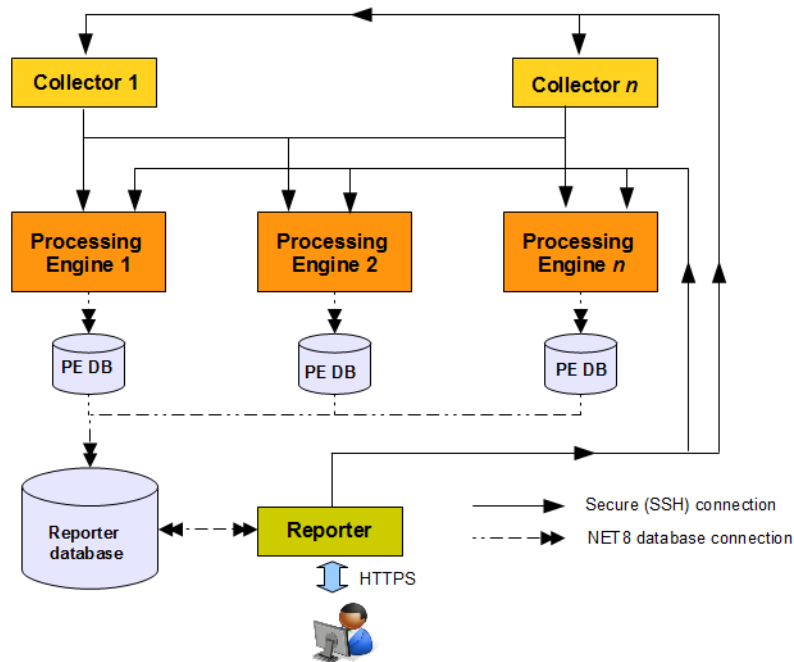 Collector 1
Collector n
Processing
Engine 1
Processing
Engine 2
Processing
Engine n
PE DB
PE DB
PE DB
Reporter
database
Reporter
HTTPS
Secure (SSH) connection
NET8 database connection